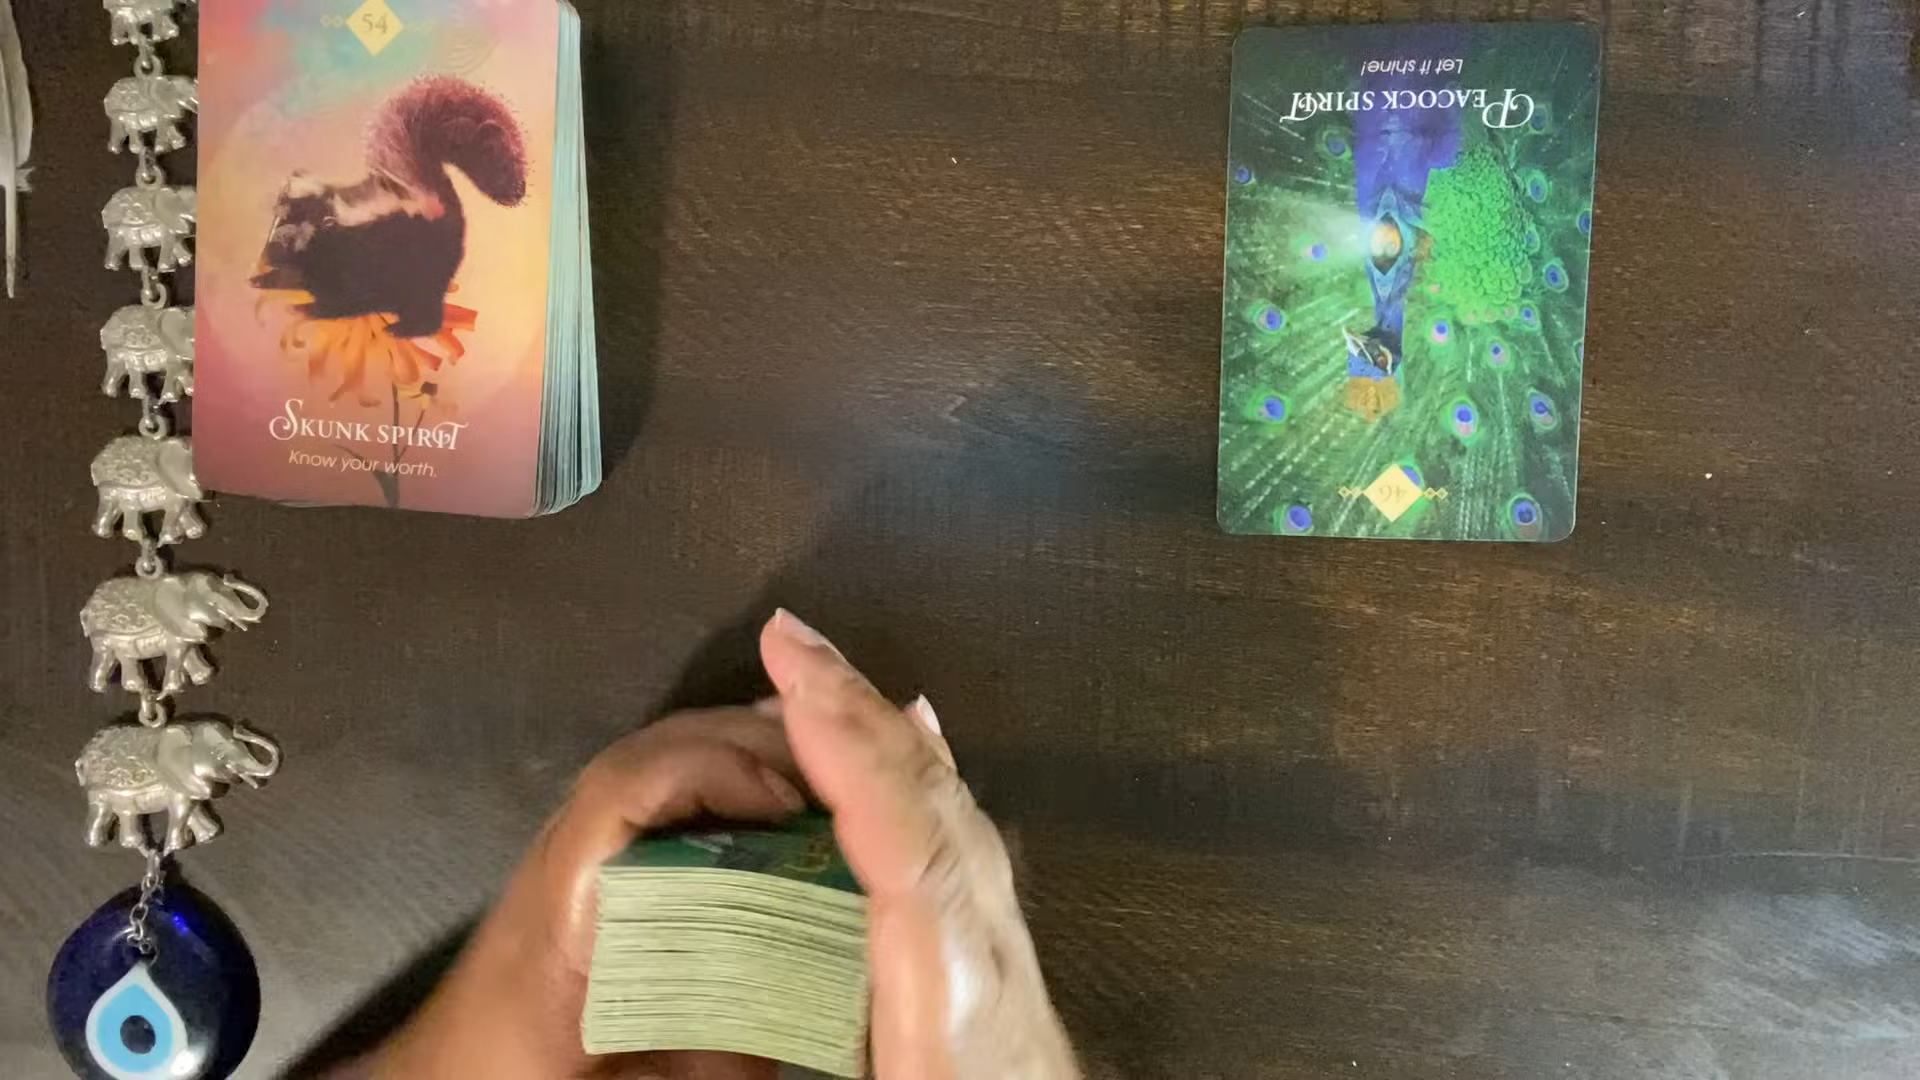 54
SKUNK SPIRIT
Know your worth.
Let it shine!
PEACOCK SPIRIT
46